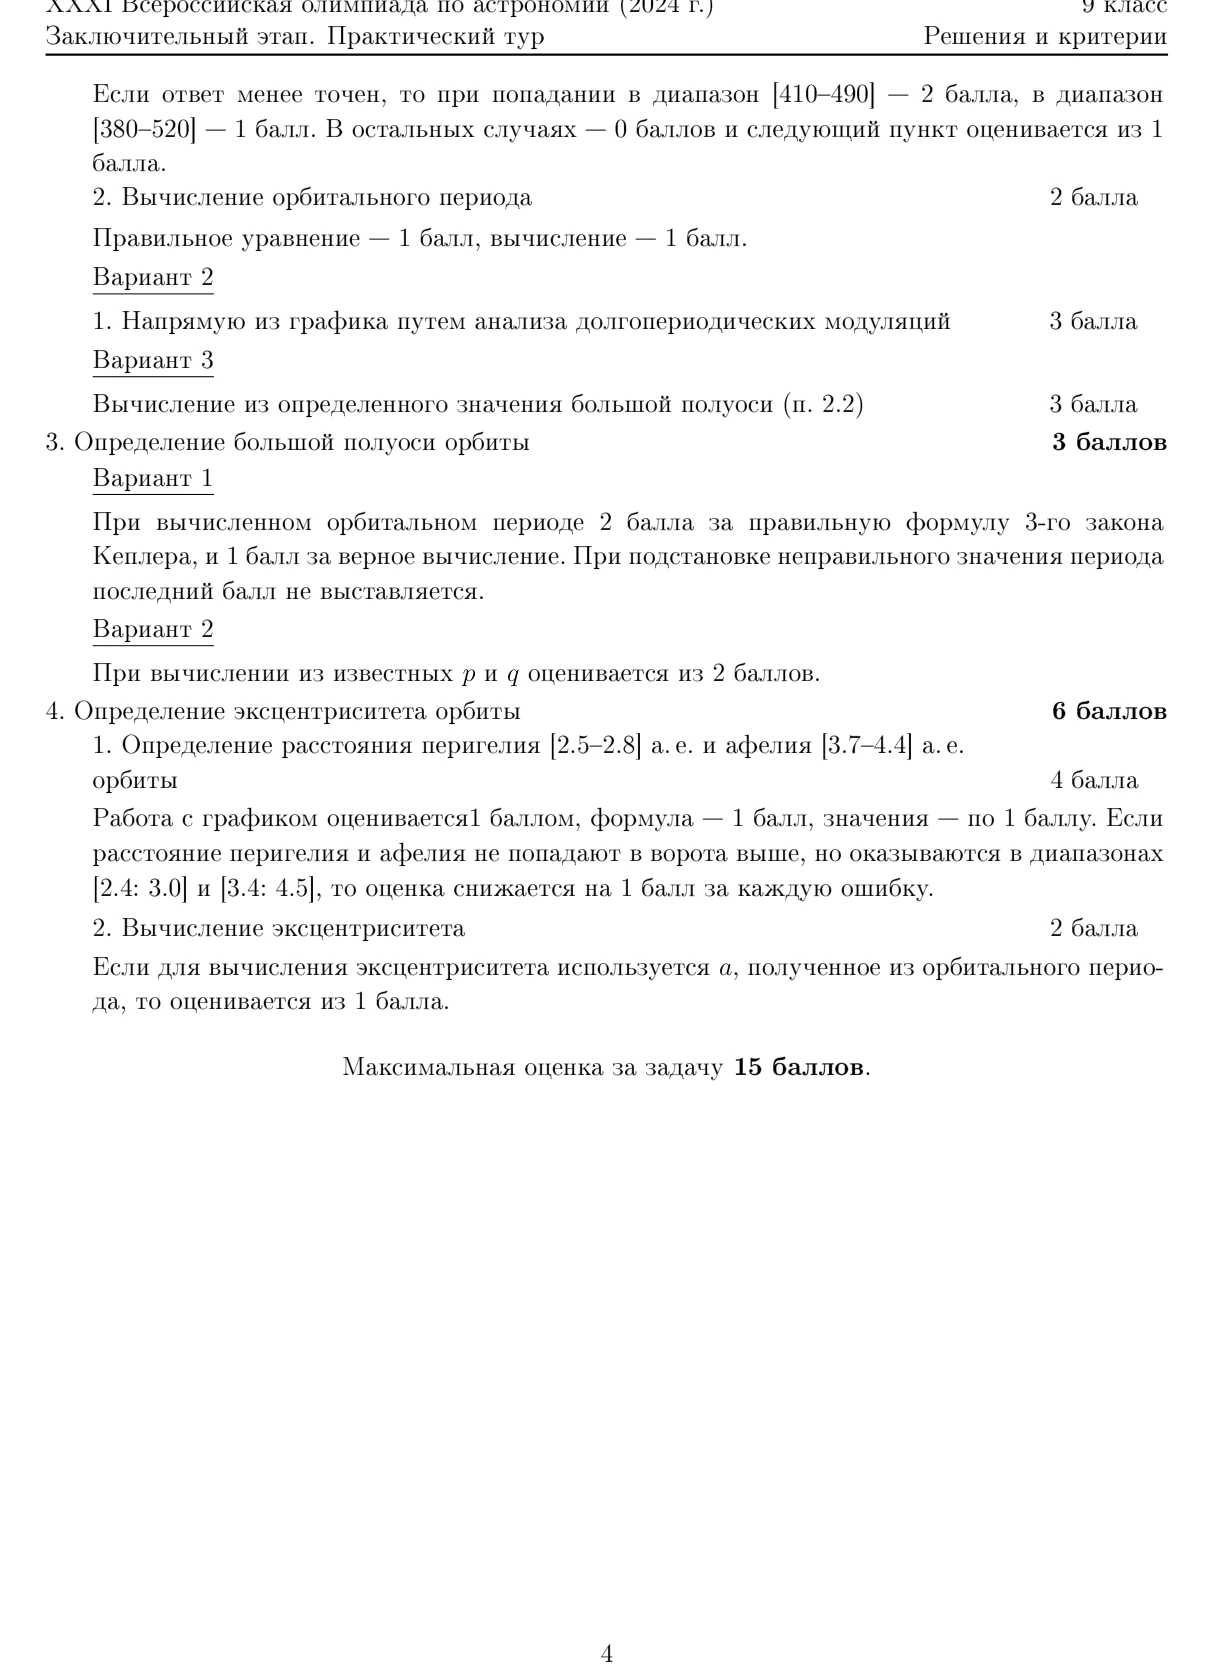 XXXI Всероссийская олимпиада по астрономии (2024 г.) 9 класс
Заключительный этап. Практический тур Решения и критерии
Если ответ менее точен, то при попадании в диапазон [410–490] — 2 балла, в диапазон
[380–520] — 1 балл. В остальных случаях — 0 баллов и следующий пункт оценивается из 1
балла.
2. Вычисление орбитального периода 2 балла
Правильное уравнение — 1 балл, вычисление — 1 балл.
Вариант 2
1. Напрямую из графика путем анализа долгопериодических модуляций 3 балла
Вариант 3
Вычисление из определенного значения большой полуоси (п. 2.2) 3 балла
3. Определение большой полуоси орбиты 3 баллов
Вариант 1
При вычисленном орбитальном периоде 2 балла за правильную формулу 3-го закона
Кеплера, и 1 балл за верное вычисление. При подстановке неправильного значения периода
последний балл не выставляется.
Вариант 2
При вычислении из известных p и q оценивается из 2 баллов.
4. Определение эксцентриситета орбиты 6 баллов
1. Определение расстояния перигелия [2.5–2.8] а. е. и афелия [3.7–4.4] а. е.
орбиты 4 балла
Работа с графиком оценивается1 баллом, формула — 1 балл, значения — по 1 баллу. Если
расстояние перигелия и афелия не попадают в ворота выше, но оказываются в диапазонах
[2.4: 3.0] и [3.4: 4.5], то оценка снижается на 1 балл за каждую ошибку.
2. Вычисление эксцентриситета 2 балла
Если для вычисления эксцентриситета используется a, полученное из орбитального перио-
да, то оценивается из 1 балла.
Максимальная оценка за задачу 15 баллов.
4